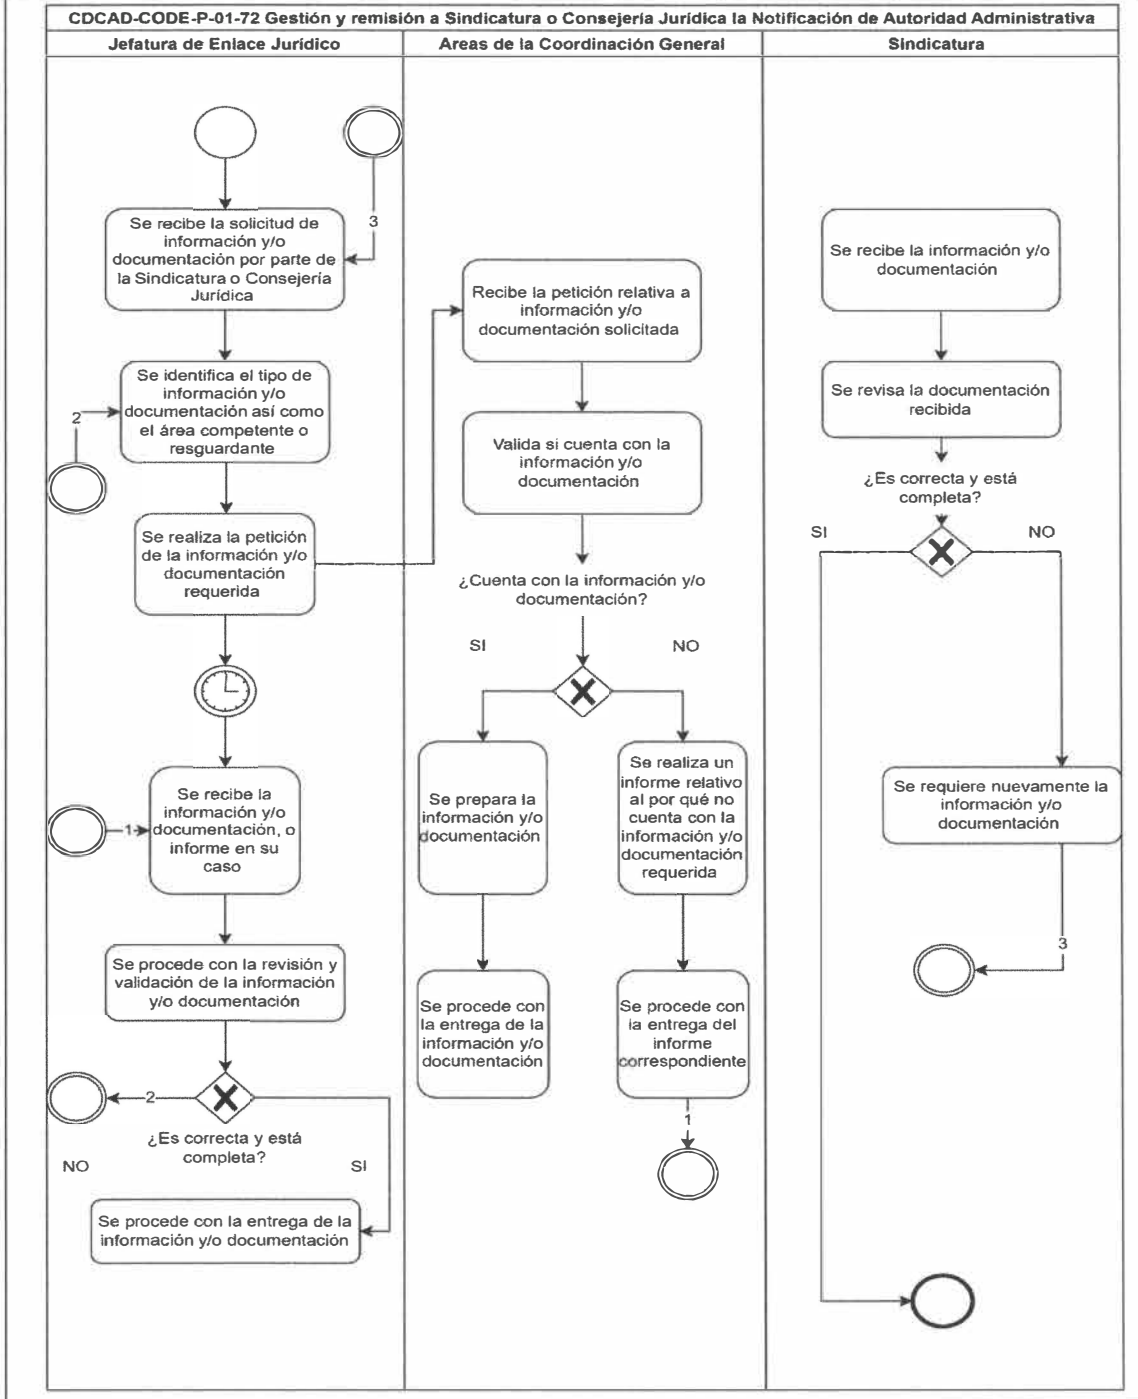 CDCAD-CODE-P-01-72 Gestión y remisión a Sindicatura o Consejería Jurídica la Notificación de Autoridad Administrativa
Jefatura de Enlace Jurídico
Areas de la Coordinación General
Sindicatura
3
Se recibe la solicitud de
información y/o
documentación por parte de
la Sindicatura o Consejería
Jurídica
Se identifica el tipo de
información y/o
documentación así como
el área competente o
resguardante
2
Se realiza la petición
de la información y/o
documentación
requerida
Se recibe la
información y/o
documentación, o
informe en su
caso
1
Se procede con la revisión y
validación de la información
y/o documentación
2
¿Es correcta y está
completa?
NO
SI
Se procede con la entrega de la
información y/o documentación
Recibe la petición relativa a
información y/o
documentación solicitada
Valida si cuenta con la
información y/o
documentación
¿Cuenta con la información y/o
documentación?
SI
NO
Se prepara la
información y/o
documentación
Se realiza un
informe relativo
al por qué no
cuenta con la
información y/o
documentación
requerida
Se procede con
la entrega de la
información y/o
documentación
Se procede con
la entrega del
informe
correspondiente
1
Se recibe la información y/o
documentación
Se revisa la documentación
recibida
¿Es correcta y está
completa?
SI
NO
Se requiere nuevamente la
información y/o
documentación
3